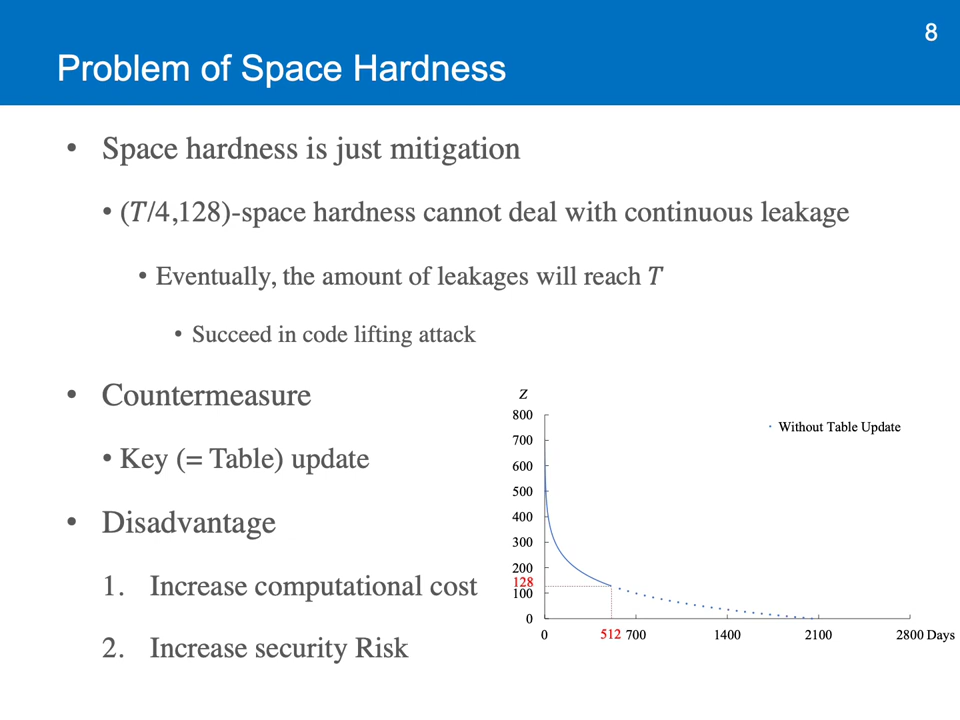 8
Problem of Space Hardness
• Space hardness is just mitigation
• (T/4,128)-space hardness cannot deal with continuous leakage
• Eventually, the amount of leakages will reach T
• Succeed in code lifting attack
• Countermeasure
• Key (= Table) update
• Disadvantage
1. Increase computational cost
2. Increase security Risk
Z
800
700
600
500
400
300
200
128
100
0
Without Table Update
0 512 700 1400 2100 2800 Days